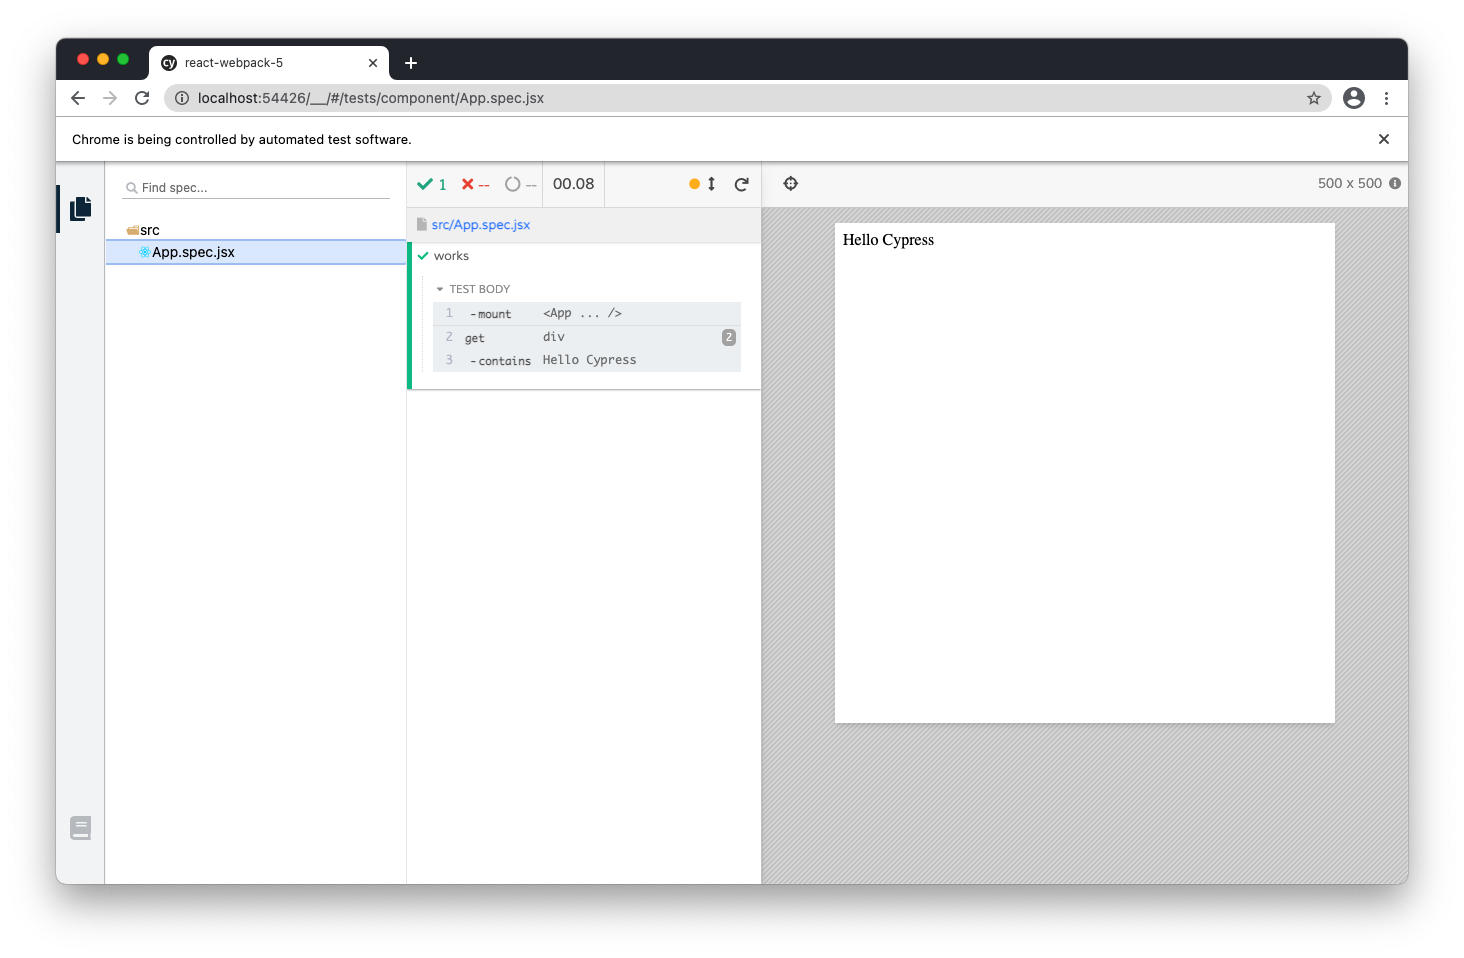 cy react-webpack-5
localhost:54426/__/#/tests/component/App.spec.jsx
Chrome is being controlled by automated test software.
Find spec...
src
App.spec.jsx
1 -- -- 00.08
src/App.spec.jsx
works
TEST BODY
1 -mount <App ... />
2 get div 2
3 -contains Hello Cypress
500 x 500
Hello Cypress